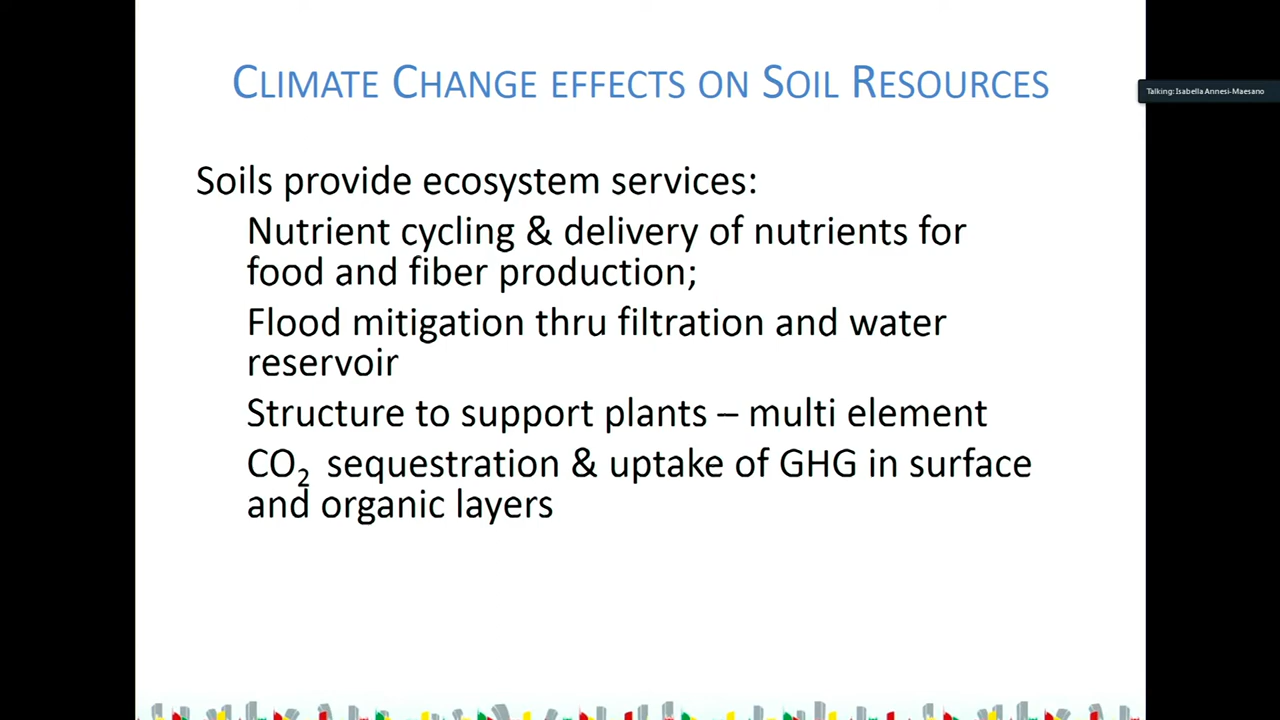 CLIMATE CHANGE EFFECTS ON SOIL RESOURCES
Talking: Isabella Annesi-Maesano
Soils provide ecosystem services:
Nutrient cycling & delivery of nutrients for
food and fiber production;
Flood mitigation thru filtration and water
reservoir
Structure to support plants – multi element
CO₂ sequestration & uptake of GHG in surface
and organic layers